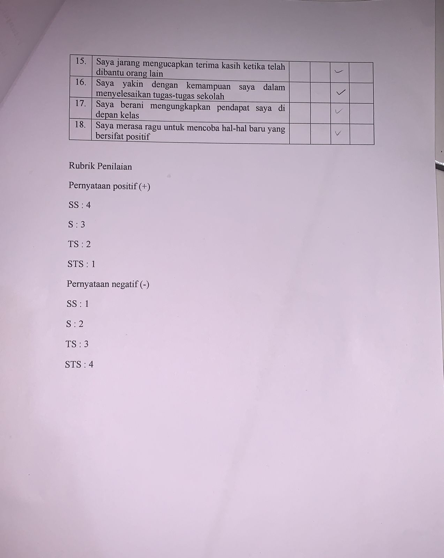 15. Saya jarang mengucapkan terima kasih ketika telah
dibantu orang lain
16. Saya yakin dengan kemampuan saya dalam
menyelesaikan tugas-tugas sekolah
17. Saya berani mengungkapkan pendapat saya di
depan kelas
18. Saya merasa ragu untuk mencoba hal-hal baru yang
bersifat positif
Rubrik Penilaian
Pernyataan positif (+)
SS : 4
S : 3
TS : 2
STS : 1
Pernyataan negatif (-)
SS : 1
S : 2
TS : 3
STS : 4